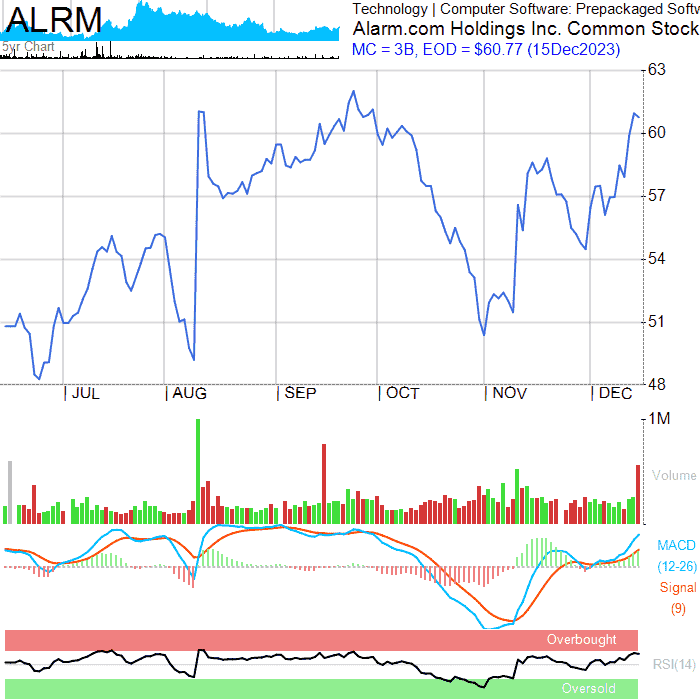 ALRM
Technology | Computer Software: Prepackaged Softw
Alarm.com Holdings Inc. Common Stock
MC = 3B, EOD = $60.77 (15Dec2023)
5yr Chart
63
60
57
54
51
48
JUL
AUG
SEP
OCT
NOV
DEC
1M
Volume
MACD
(12-26)
Signal
(9)
Overbought
RSI(14)
Oversold